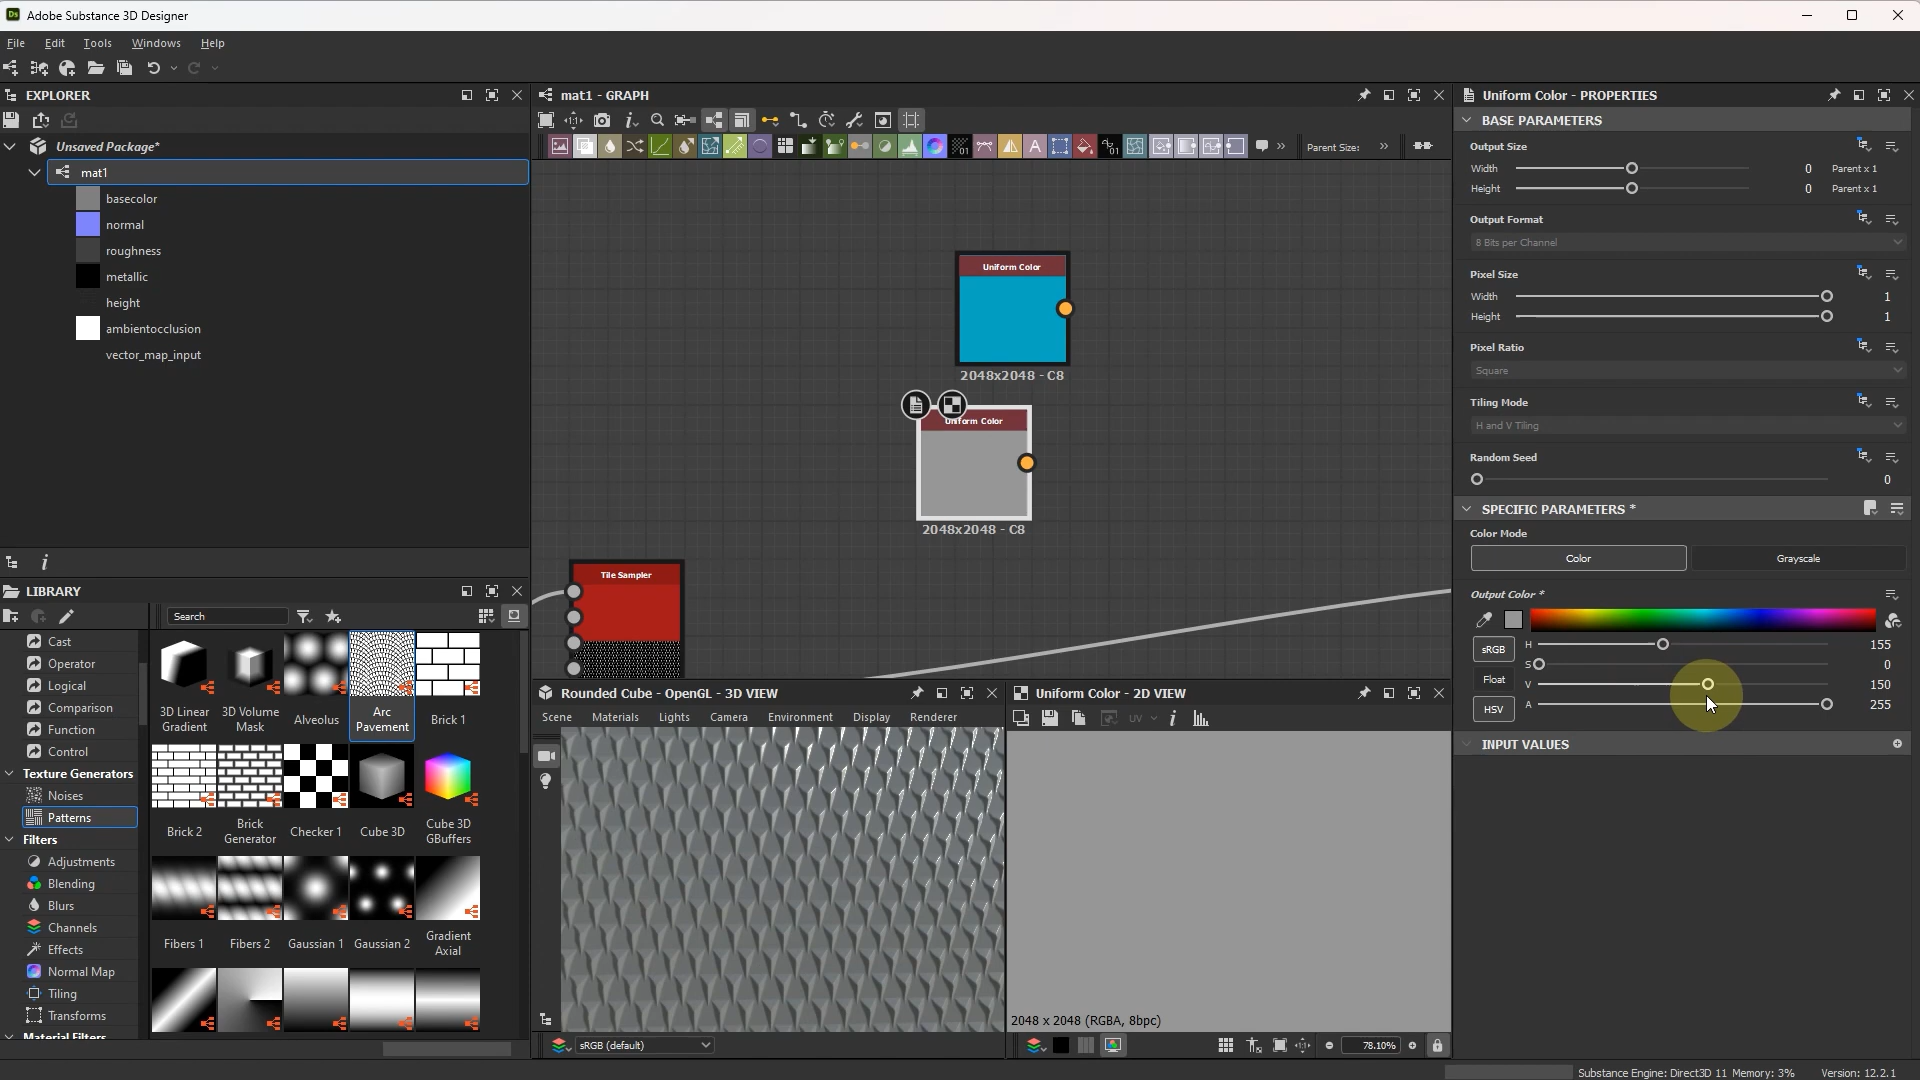 Adobe Substance 3D Designer
File Edit Tools Windows Help
EXPLORER
Unsaved Package*
mat1
basecolor
normal
roughness
metallic
height
ambientocclusion
vector_map_input
LIBRARY
Search
Cast
Operator
Logical
Comparison
Function
Control
Texture Generators
Noises
Patterns
Filters
Adjustments
Blending
Blurs
Channels
Effects
Normal Map
Tiling
Transforms
Material Filters
3D Linear Gradient
3D Volume Mask
Alveolus
Arc Pavement
Brick 1
Brick 2
Brick Generator
Checker 1
Cube 3D
Cube 3D GBuffers
Fibers 1
Fibers 2
Gaussian 1
Gaussian 2
Gradient Axial
mat1 - GRAPH
Parent Size:
Uniform Color
2048x2048 - C8
Uniform Color
2048x2048 - C8
Tile Sampler
Rounded Cube - OpenGL - 3D VIEW
Scene Materials Lights Camera Environment Display Renderer
sRGB (default)
Uniform Color - 2D VIEW
UV
2048 x 2048 (RGBA, 8bpc)
78.10%
Uniform Color - PROPERTIES
BASE PARAMETERS
Output Size
Width 0 Parent x 1
Height 0 Parent x 1
Output Format
8 Bits per Channel
Pixel Size
Width 1
Height 1
Pixel Ratio
Square
Tiling Mode
H and V Tiling
Random Seed
0
SPECIFIC PARAMETERS *
Color Mode
Color Grayscale
Output Color *
sRGB H 155
S 0
Float V 150
HSV A 255
INPUT VALUES
Substance Engine: Direct3D 11 Memory: 3% Version: 12.2.1